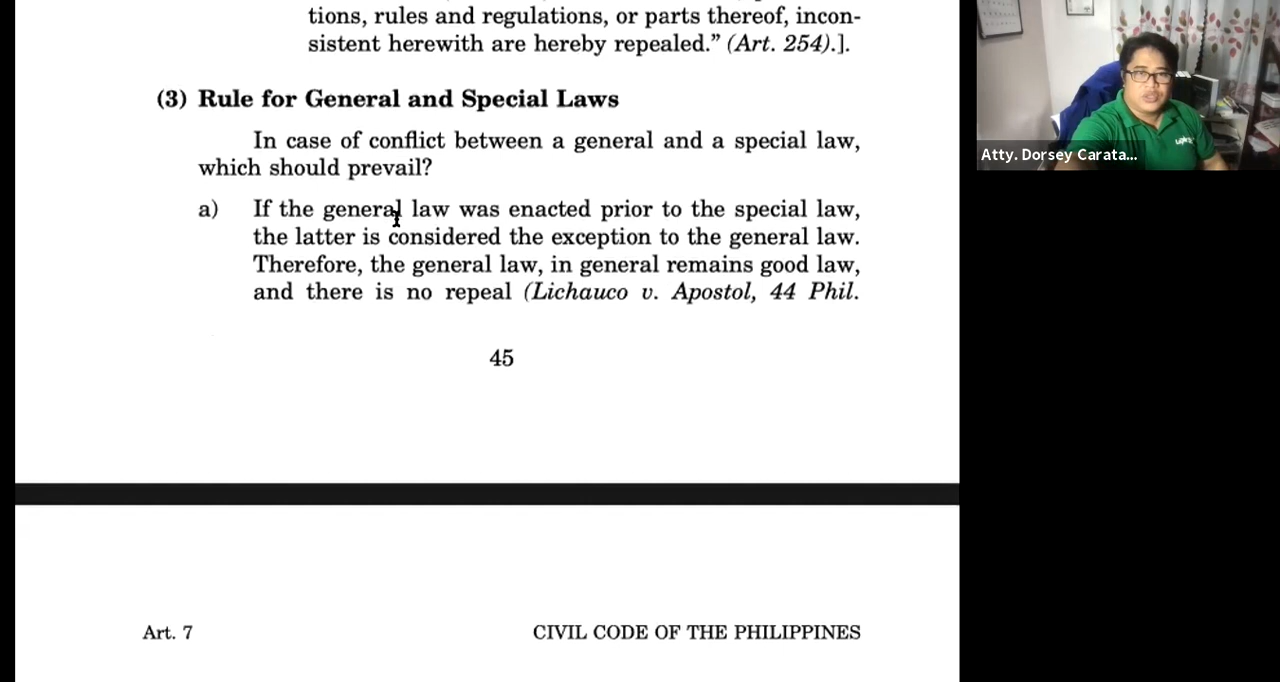 tions, rules and regulations, or parts thereof, incon-
sistent herewith are hereby repealed.” (Art. 254).].
(3) Rule for General and Special Laws
In case of conflict between a general and a special law,
which should prevail?
a) If the general law was enacted prior to the special law,
the latter is considered the exception to the general law.
Therefore, the general law, in general remains good law,
and there is no repeal (Lichauco v. Apostol, 44 Phil.
45
Art. 7 CIVIL CODE OF THE PHILIPPINES
Atty. Dorsey Carata...